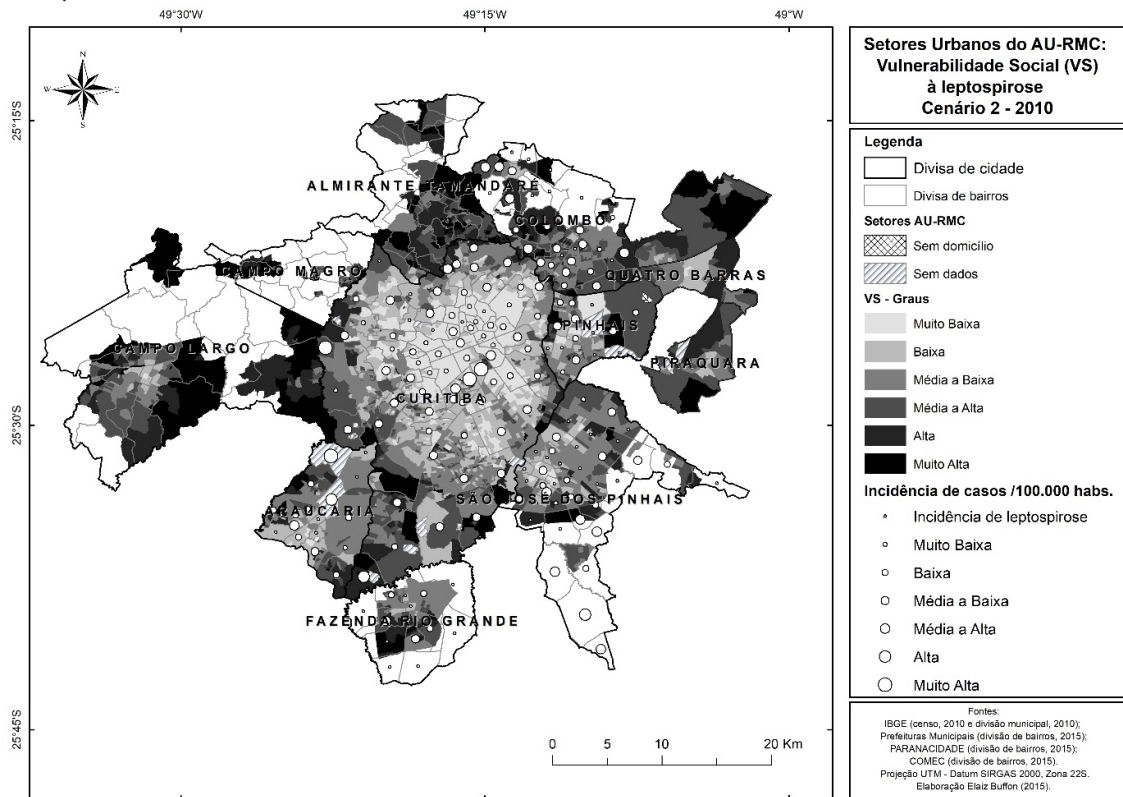 49°30'W
49°15'W
49°W
N
W
E
S
25°15'S
25°30'S
25°45'S
ALMIRANTE TAMANDARÉ
COLOMBO
CAMPO MAGRO
QUATRO BARRAS
PINHAIS
CAMPO LARGO
PIRAQUARA
CURITIBA
SÃO JOSÉ DOS PINHAIS
ARAUCÁRIA
FAZENDA RIO GRANDE
0 5 10 20 Km
Setores Urbanos do AU-RMC:
Vulnerabilidade Social (VS)
à leptospirose
Cenário 2 - 2010
Legenda
Divisa de cidade
Divisa de bairros
Setores AU-RMC
Sem domicílio
Sem dados
VS - Graus
Muito Baixa
Baixa
Média a Baixa
Média a Alta
Alta
Muito Alta
Incidência de casos /100.000 habs.
Incidência de leptospirose
Muito Baixa
Baixa
Média a Baixa
Média a Alta
Alta
Muito Alta
Fontes:
IBGE (censo, 2010 e divisão municipal, 2010);
Prefeituras Municipais (divisão de bairros, 2015);
PARANACIDADE (divisão de bairros, 2015);
COMEC (divisão de bairros, 2015).
Projeção UTM - Datum SIRGAS 2000, Zona 22S.
Elaboração Elaiz Buffon (2015).